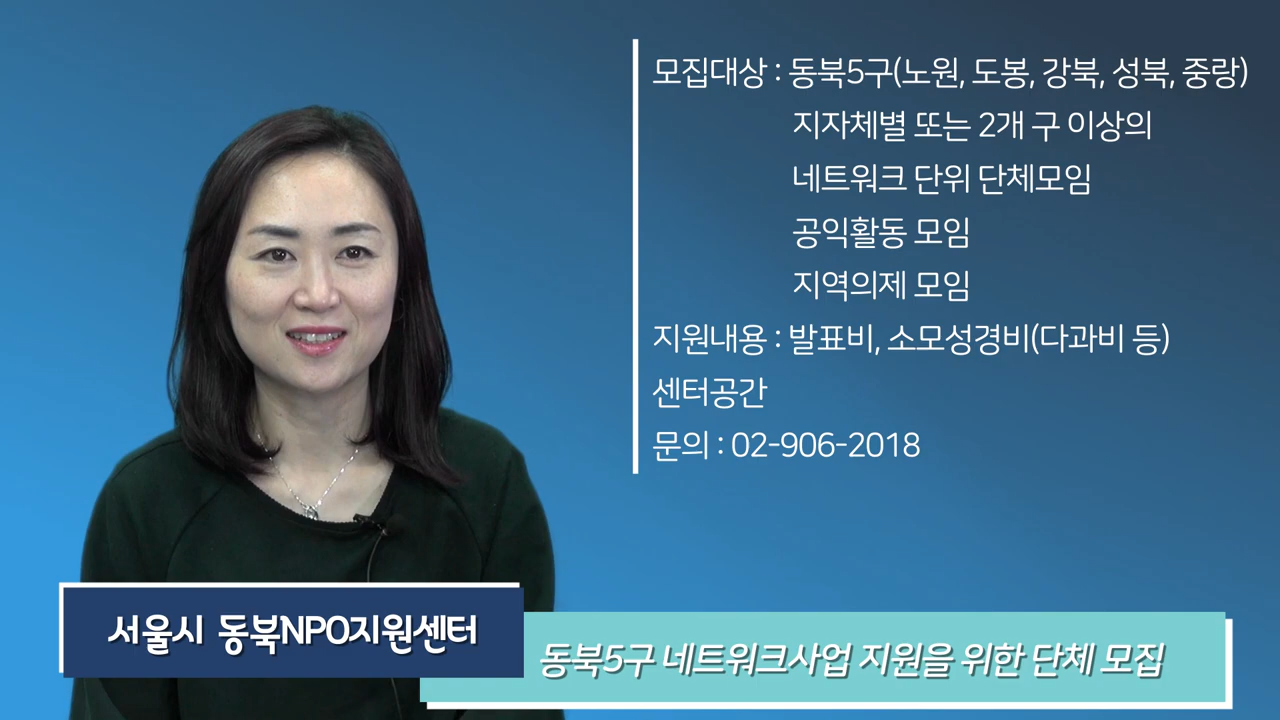 모집대상 : 동북5구(노원, 도봉, 강북, 성북, 중랑)
지자체별 또는 2개 구 이상의
네트워크 단위 단체모임
공익활동 모임
지역의제 모임
지원내용 : 발표비, 소모성경비(다과비 등)
센터공간
문의 : 02-906-2018
서울시 동북NPO지원센터
동북5구 네트워크사업 지원을 위한 단체 모집